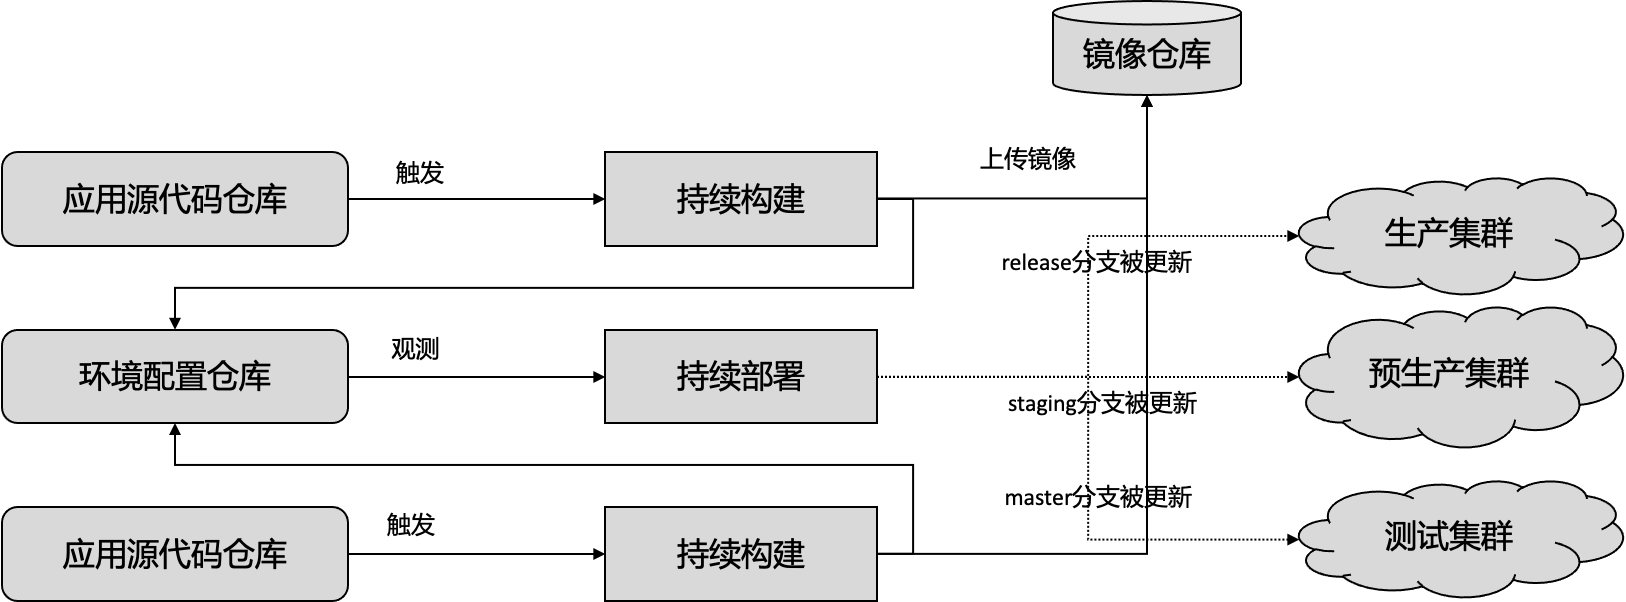 镜像仓库
应用源代码仓库
触发
持续构建
上传镜像
生产集群
release分支被更新
环境配置仓库
观测
持续部署
预生产集群
staging分支被更新
master分支被更新
应用源代码仓库
触发
持续构建
测试集群